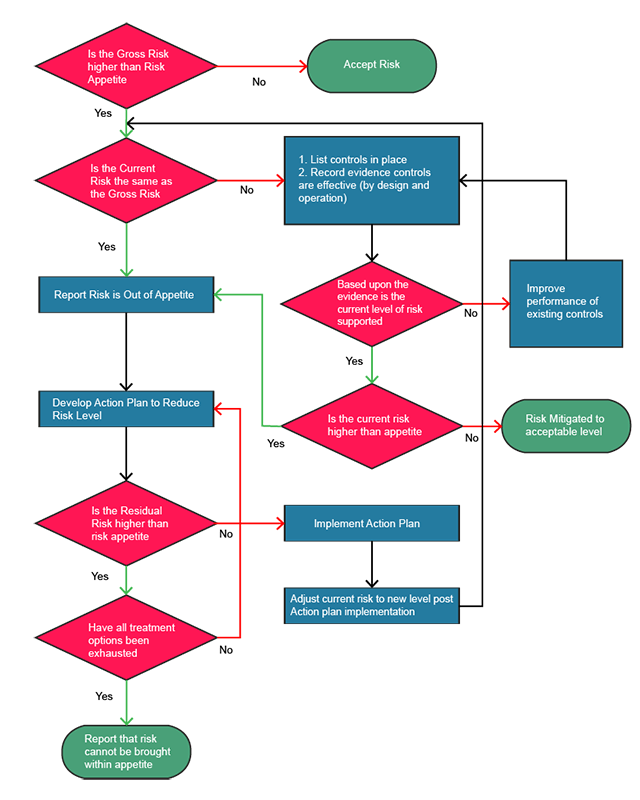 Is the Gross Risk
higher than Risk
Appetite
No
Accept Risk
Yes
Is the Current
Risk the same as
the Gross Risk
No
1. List controls in place
2. Record evidence controls
are effective (by design and
operation)
Yes
Report Risk is Out of Appetite
Based upon the
evidence is the
current level of risk
supported
No
Improve
performance of
existing controls
Yes
Develop Action Plan to Reduce
Risk Level
Is the current risk
higher than appetite
Yes
No
Risk Mitigated to
acceptable level
Is the Residual
Risk higher than
risk appetite
No
Implement Action Plan
Yes
Adjust current risk to new level post
Action plan implementation
Have all treatment
options been
exhausted
No
Yes
Report that risk
cannot be brought
within appetite